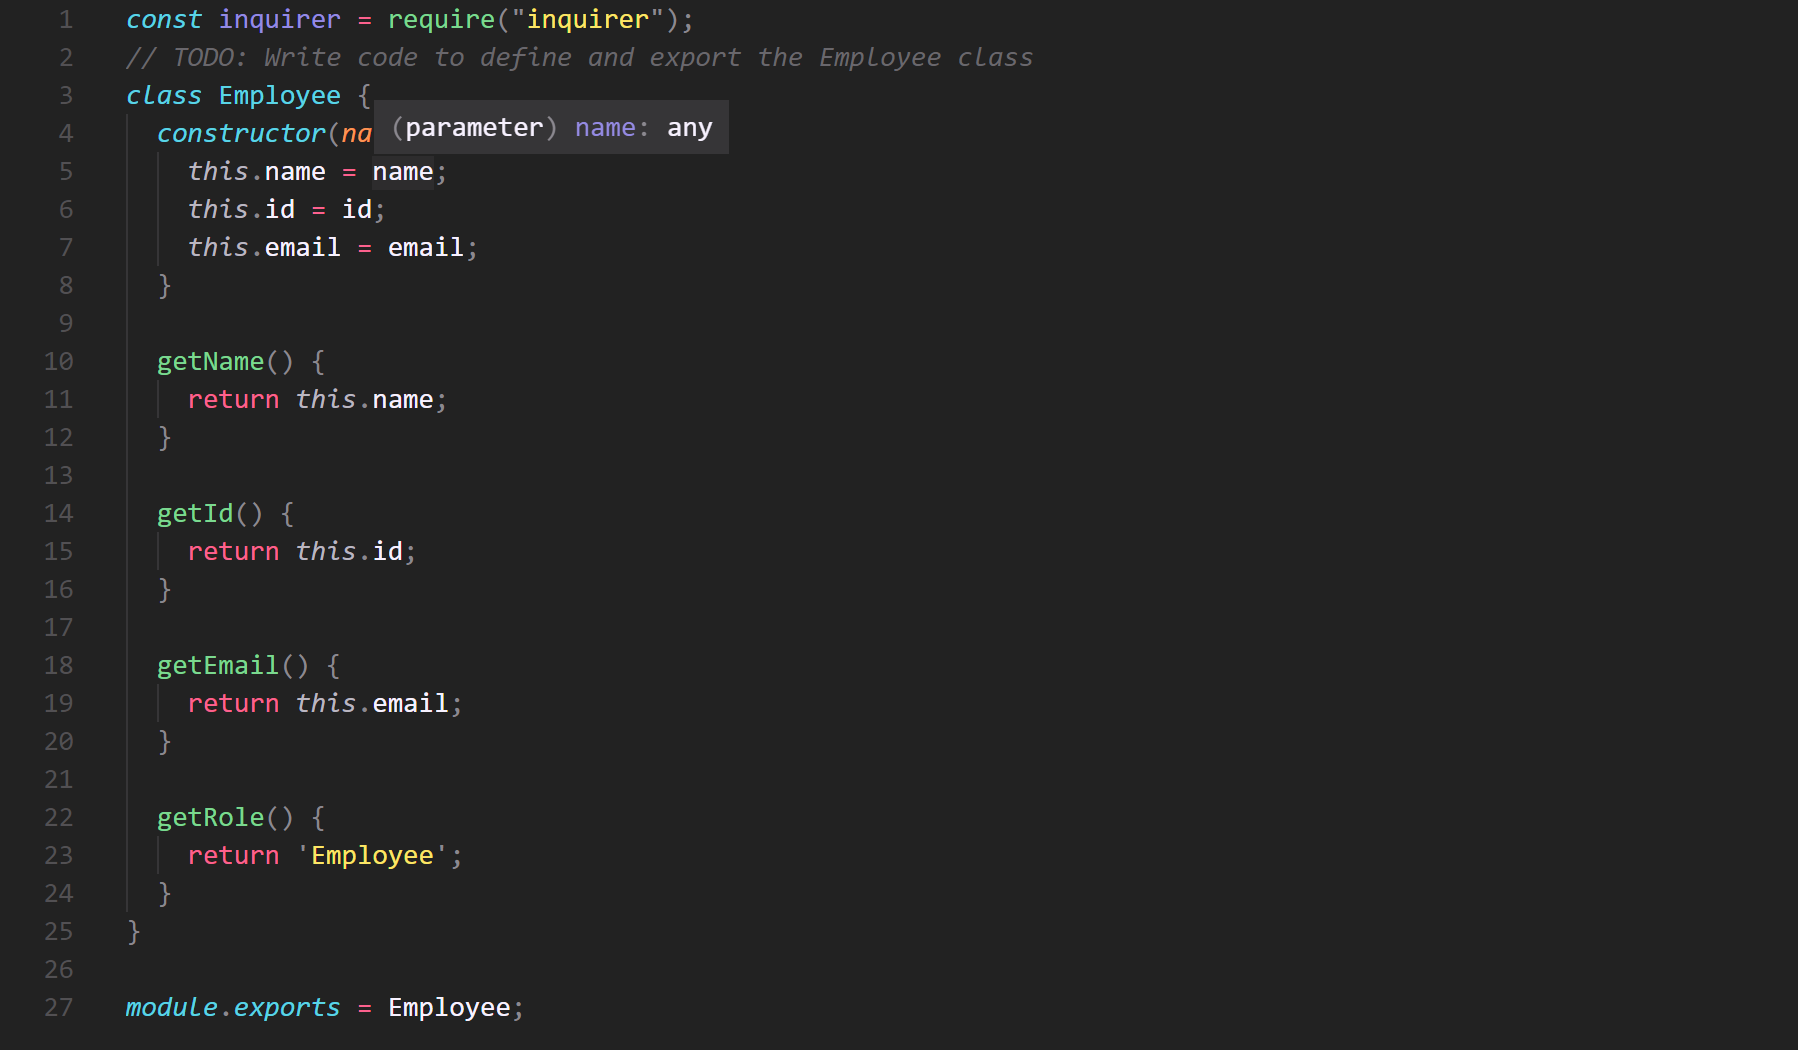 1 const inquirer = require("inquirer");
2 // TODO: Write code to define and export the Employee class
3 class Employee {
4 constructor(na
(parameter) name: any
5 this.name = name;
6 this.id = id;
7 this.email = email;
8 }
9
10 getName() {
11 return this.name;
12 }
13
14 getId() {
15 return this.id;
16 }
17
18 getEmail() {
19 return this.email;
20 }
21
22 getRole() {
23 return 'Employee';
24 }
25 }
26
27 module.exports = Employee;